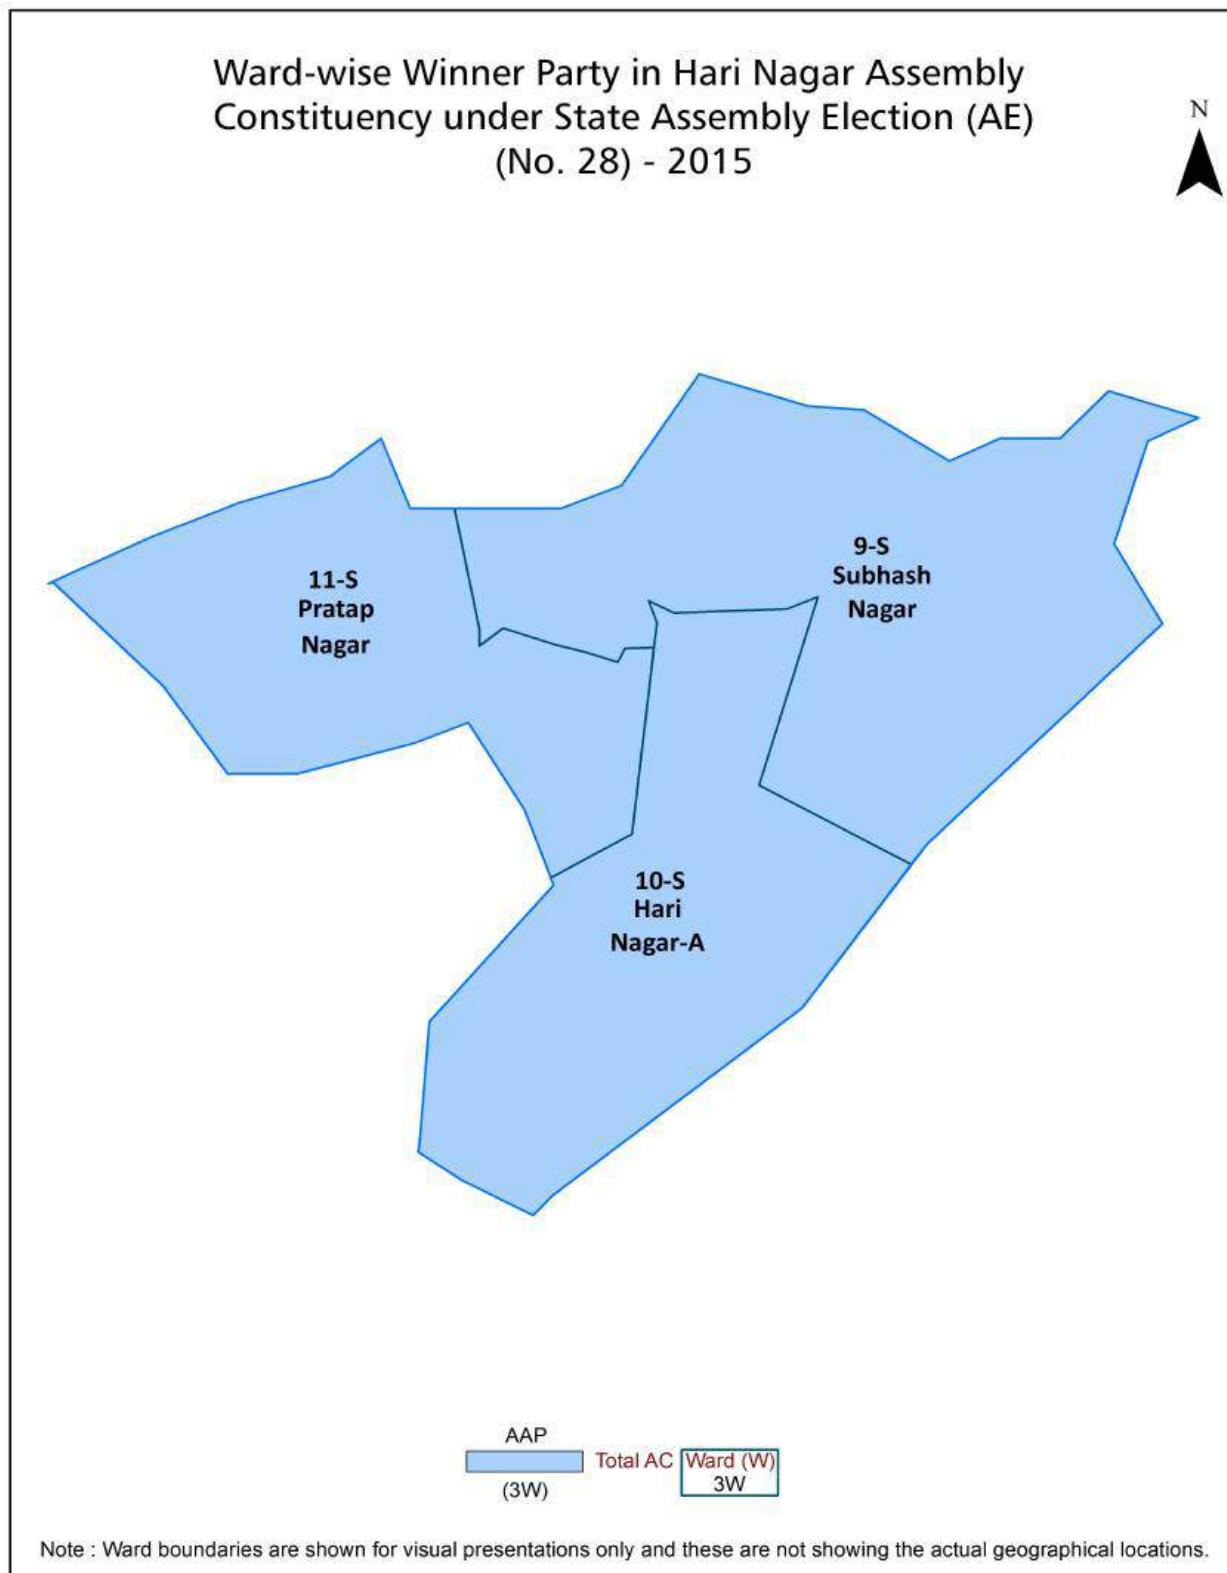 Ward-wise Winner Party in Hari Nagar Assembly
Constituency under State Assembly Election (AE)
(No. 28) - 2015
N
9-S
Subhash
Nagar
11-S
Pratap
Nagar
10-S
Hari
Nagar-A
AAP
(3W)
Total AC
Ward (W)
3W
Note : Ward boundaries are shown for visual presentations only and these are not showing the actual geographical locations.